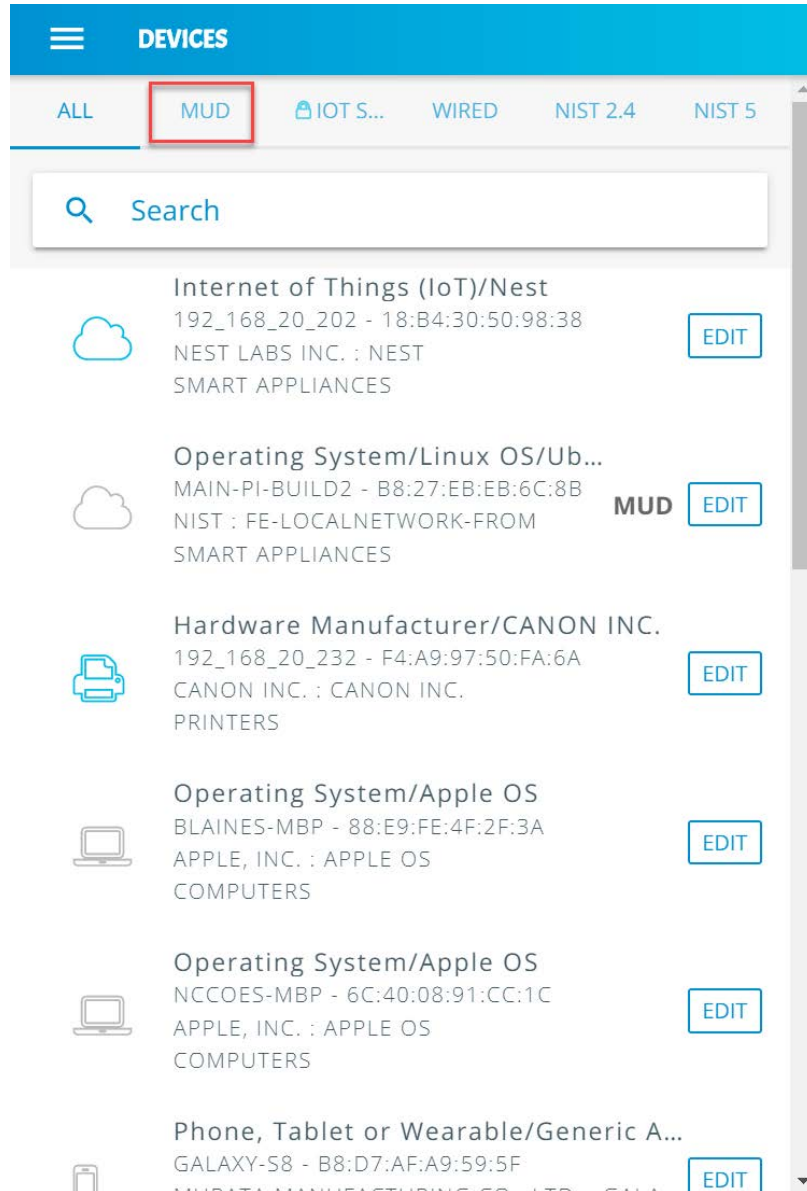 DEVICES
ALL MUD IOT S... WIRED NIST 2.4 NIST 5
Search
Internet of Things (IoT)/Nest
192_168_20_202 - 18:B4:30:50:98:38
EDIT
NEST LABS INC. : NEST
SMART APPLIANCES
Operating System/Linux OS/Ub...
MAIN-PI-BUILD2 - B8:27:EB:EB:6C:8B
MUD EDIT
NIST : FE-LOCALNETWORK-FROM
SMART APPLIANCES
Hardware Manufacturer/CANON INC.
192_168_20_232 - F4:A9:97:50:FA:6A
EDIT
CANON INC. : CANON INC.
PRINTERS
Operating System/Apple OS
BLAINES-MBP - 88:E9:FE:4F:2F:3A
EDIT
APPLE, INC. : APPLE OS
COMPUTERS
Operating System/Apple OS
NCCOES-MBP - 6C:40:08:91:CC:1C
EDIT
APPLE, INC. : APPLE OS
COMPUTERS
Phone, Tablet or Wearable/Generic A...
GALAXY-S8 - B8:D7:AF:A9:59:5F
EDIT